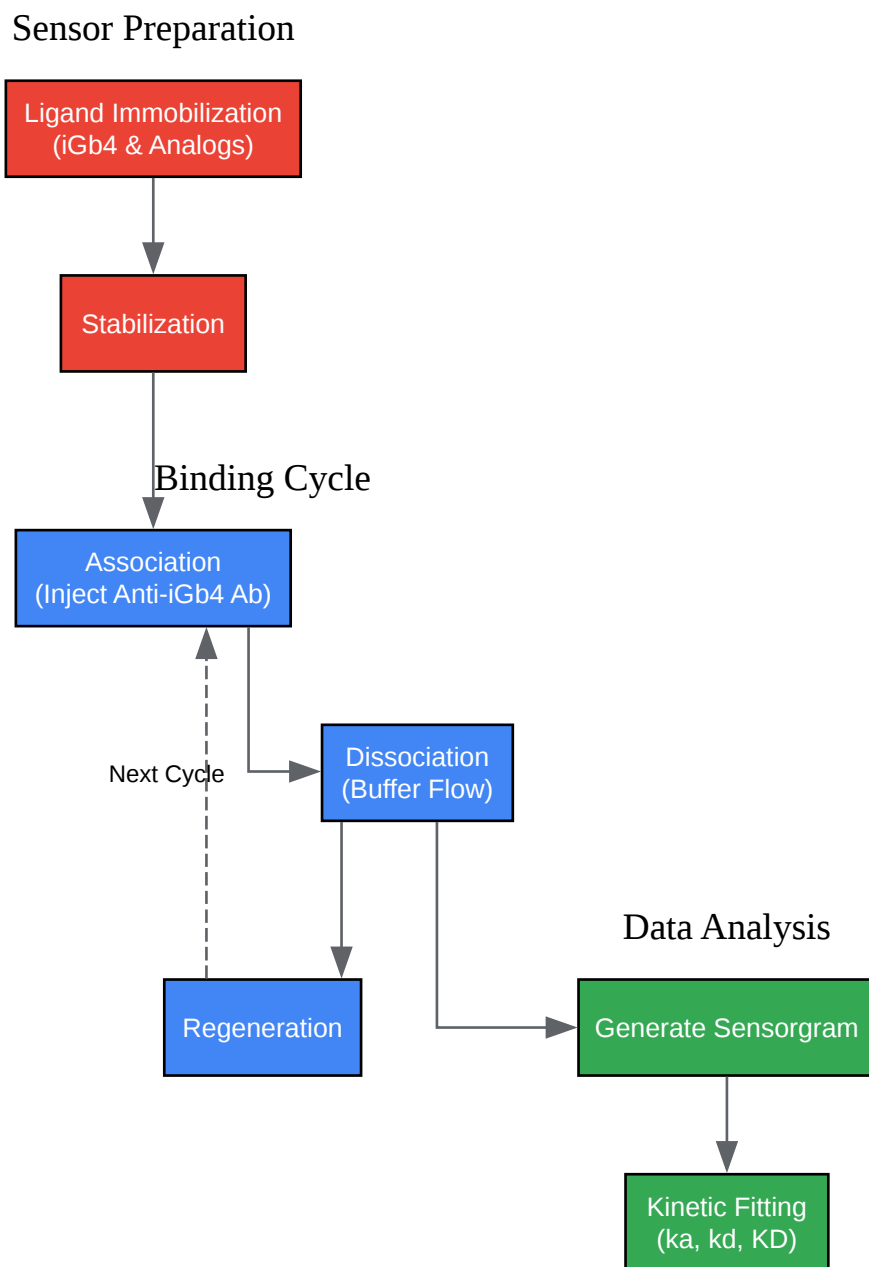 Sensor Preparation
Ligand Immobilization
(iGb4 & Analogs)
Stabilization
Binding Cycle
Association
(Inject Anti-iGb4 Ab)
Dissociation
(Buffer Flow)
Next Cycle
Data Analysis
Regeneration
Generate Sensorgram
Kinetic Fitting
(ka, kd, KD)